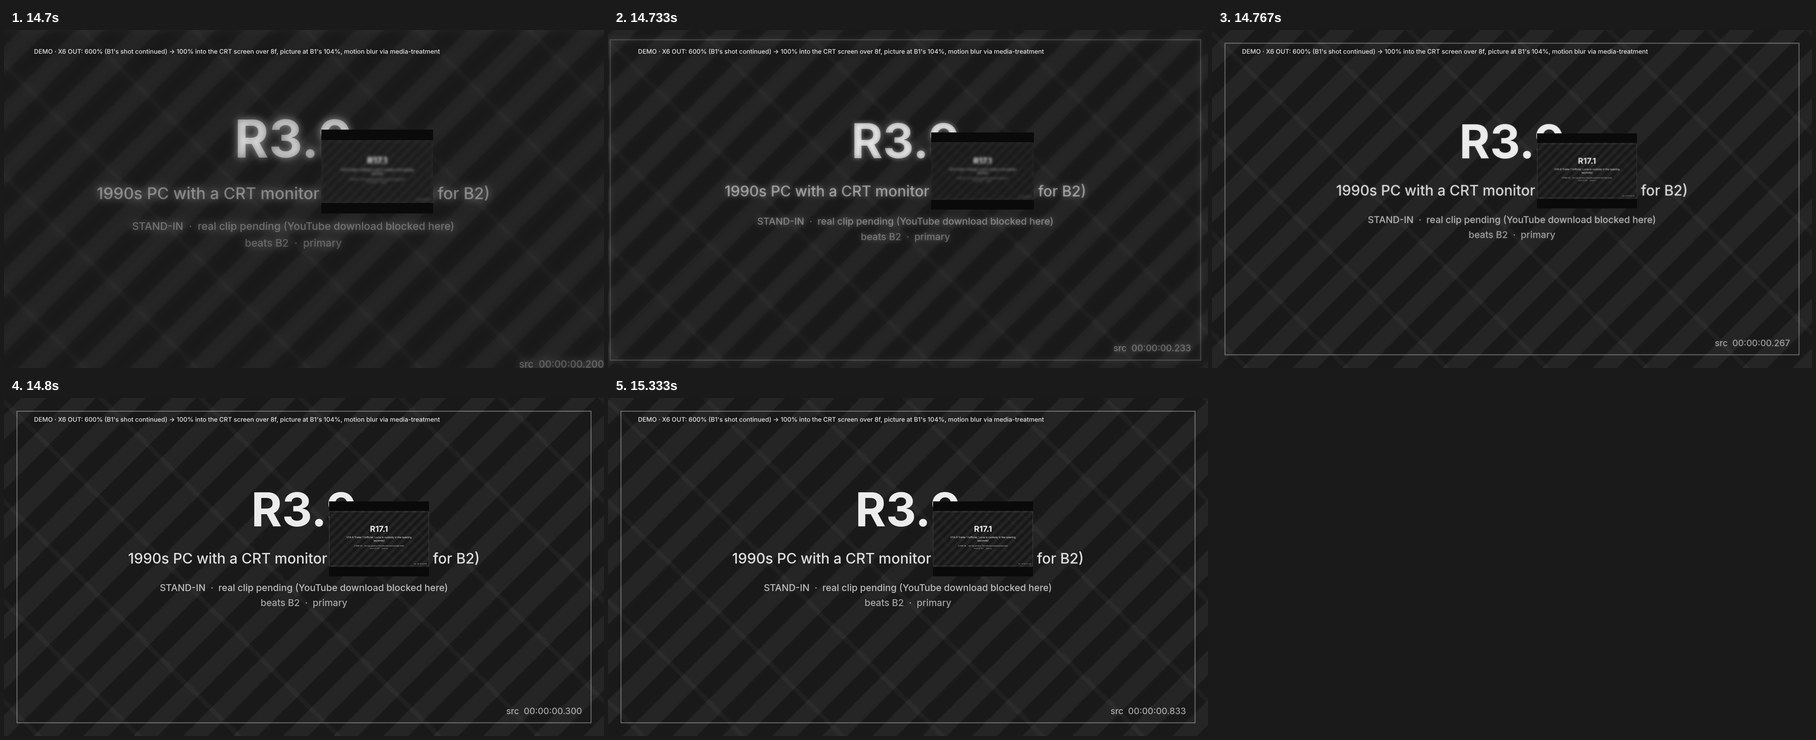 1. 14.7s
DEMO · X6 OUT: 600% (B1's shot continued) → 100% into the CRT screen over 8f, picture at B1's 104%, motion blur via media-treatment
R3.
R17.1
1990s PC with a CRT monitor for B2)
STAND-IN · real clip pending (YouTube download blocked here)
beats B2 · primary
src 00:00:00.200
2. 14.733s
DEMO · X6 OUT: 600% (B1's shot continued) → 100% into the CRT screen over 8f, picture at B1's 104%, motion blur via media-treatment
R3.
R17.1
1990s PC with a CRT monitor for B2)
STAND-IN · real clip pending (YouTube download blocked here)
beats B2 · primary
src 00:00:00.233
3. 14.767s
DEMO · X6 OUT: 600% (B1's shot continued) → 100% into the CRT screen over 8f, picture at B1's 104%, motion blur via media-treatment
R3.
R17.1
1990s PC with a CRT monitor for B2)
STAND-IN · real clip pending (YouTube download blocked here)
beats B2 · primary
src 00:00:00.267
4. 14.8s
DEMO · X6 OUT: 600% (B1's shot continued) → 100% into the CRT screen over 8f, picture at B1's 104%, motion blur via media-treatment
R3.
R17.1
1990s PC with a CRT monitor for B2)
STAND-IN · real clip pending (YouTube download blocked here)
beats B2 · primary
src 00:00:00.300
5. 15.333s
DEMO · X6 OUT: 600% (B1's shot continued) → 100% into the CRT screen over 8f, picture at B1's 104%, motion blur via media-treatment
R3.
R17.1
1990s PC with a CRT monitor for B2)
STAND-IN · real clip pending (YouTube download blocked here)
beats B2 · primary
src 00:00:00.833